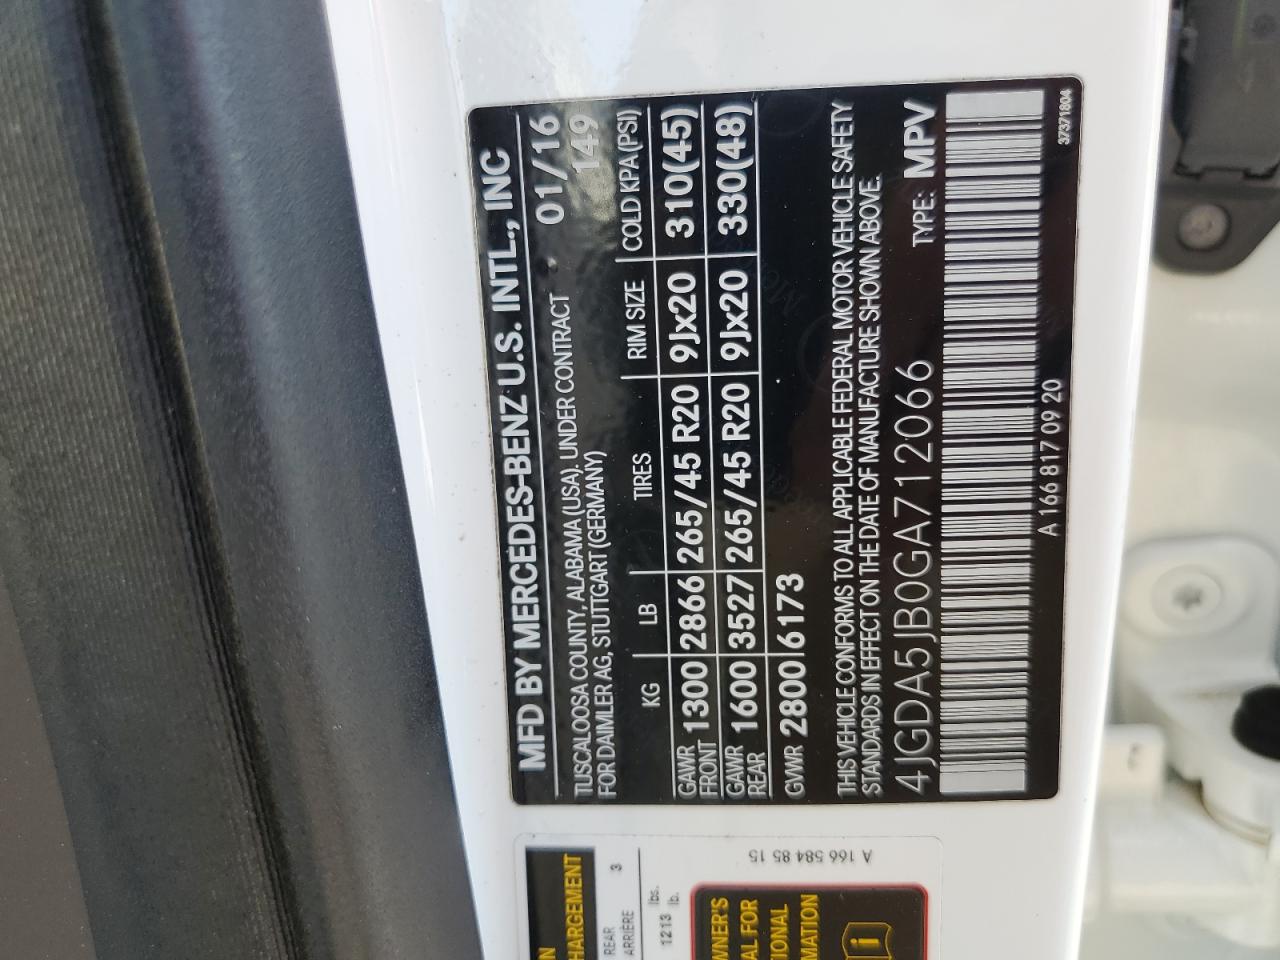 MFD BY MERCEDES-BENZ U.S. INTL., INC
TUSCALOOSA COUNTY, ALABAMA (USA). UNDER CONTRACT 01/16
FOR DAIMLER AG, STUTTGART (GERMANY) 149
KG LB TIRES RIM SIZE COLD KPA (PSI)
GAWR FRONT 1300 2866 265/45 R20 9Jx20 310(45)
GAWR REAR 1600 3527 265/45 R20 9Jx20 330(48)
GVWR 2800 6173
THIS VEHICLE CONFORMS TO ALL APPLICABLE FEDERAL MOTOR VEHICLE SAFETY
STANDARDS IN EFFECT ON THE DATE OF MANUFACTURE SHOWN ABOVE.
4JGDA5JB0GA712066 TYPE: MPV
A 166 817 09 20 37371804
HARGEMENT
REAR 3
ARRIÈRE
1213 lbs.
lb.
A 166 584 85 15